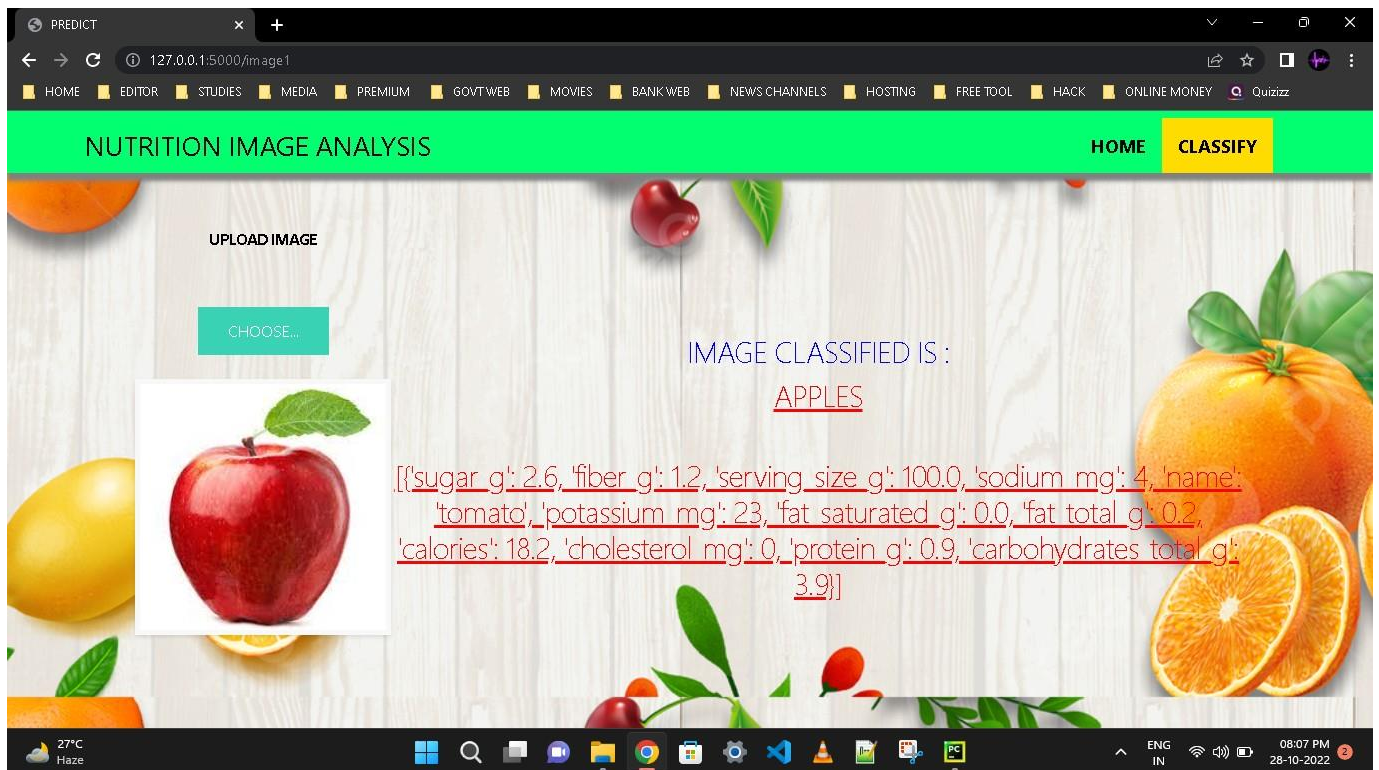 PREDICT
127.0.0.1:5000/image1
HOME EDITOR STUDIES MEDIA PREMIUM GOVT WEB MOVIES BANK WEB NEWS CHANNELS HOSTING FREE TOOL HACK ONLINE MONEY Quizizz
NUTRITION IMAGE ANALYSIS HOME CLASSIFY
UPLOAD IMAGE
CHOOSE...
IMAGE CLASSIFIED IS :
APPLES
[{'sugar_g': 2.6, 'fiber_g': 1.2, 'serving_size_g': 100.0, 'sodium_mg': 4, 'name':
'tomato', 'potassium_mg': 23, 'fat_saturated_g': 0.0, 'fat_total_g': 0.2,
'calories': 18.2, 'cholesterol_mg': 0, 'protein_g': 0.9, 'carbohydrates_total_g':
3.9}]
27°C
Haze
PC
ENG
IN
08:07 PM
28-10-2022
2